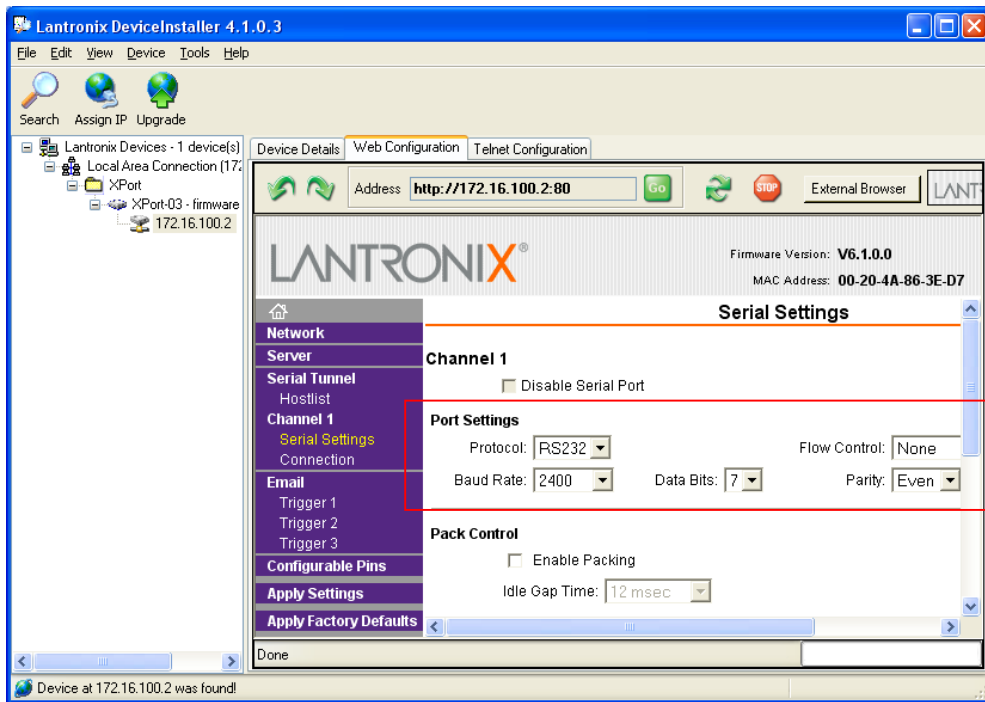 Lantronix DeviceInstaller 4.1.0.3
File Edit View Device Tools Help
Search Assign IP Upgrade
Lantronix Devices - 1 device(s)
Local Area Connection (172
XPort
XPort-03 - firmware
172.16.100.2
Device Details Web Configuration Telnet Configuration
Address http://172.16.100.2:80 Go STOP External Browser LANT
LANTRONIX®
Firmware Version: V6.1.0.0
MAC Address: 00-20-4A-86-3E-D7
Network
Server
Serial Tunnel
Hostlist
Channel 1
Serial Settings
Connection
Email
Trigger 1
Trigger 2
Trigger 3
Configurable Pins
Apply Settings
Apply Factory Defaults
Serial Settings
Channel 1
Disable Serial Port
Port Settings
Protocol: RS232 Flow Control: None
Baud Rate: 2400 Data Bits: 7 Parity: Even
Pack Control
Enable Packing
Idle Gap Time: 12 msec
Done
Device at 172.16.100.2 was found!